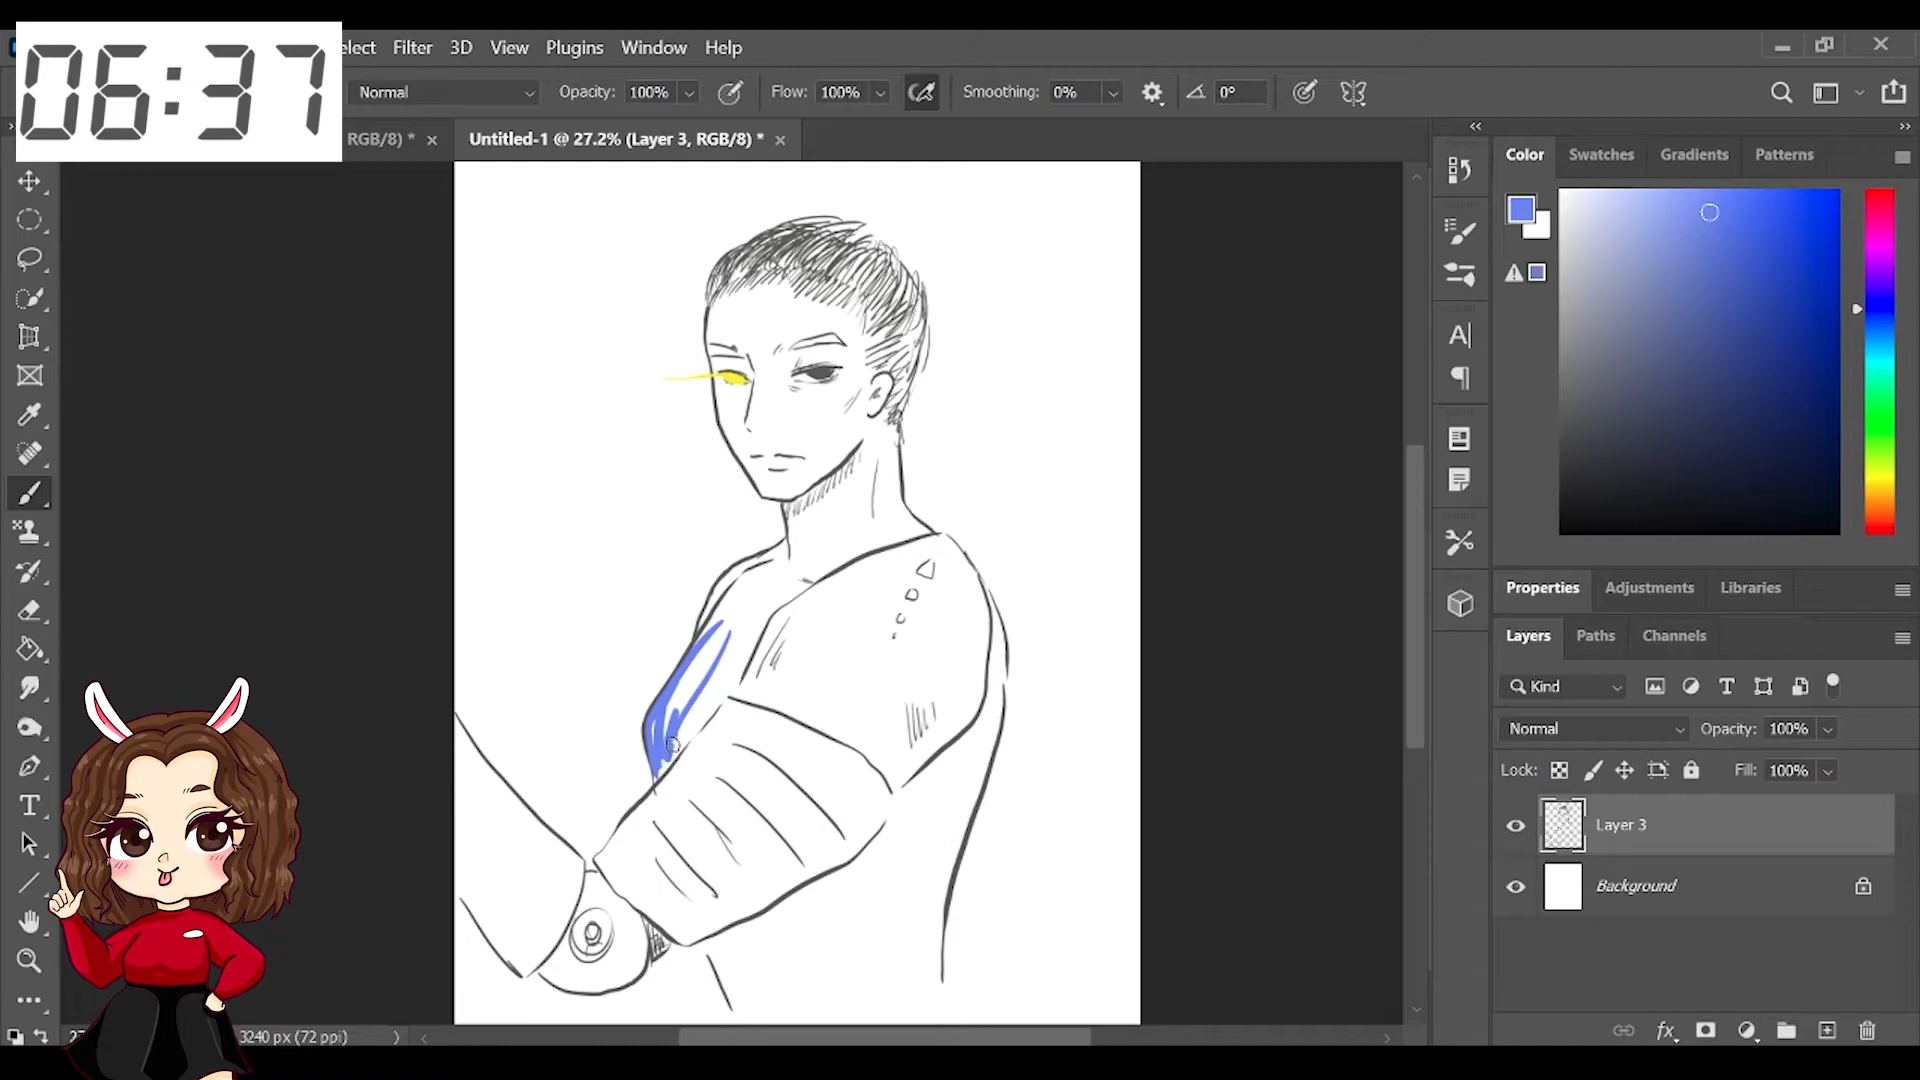 06:37
elect Filter 3D View Plugins Window Help
Normal Opacity: 100% Flow: 100% Smoothing: 0% 0°
RGB/8) * × Untitled-1 @ 27.2% (Layer 3, RGB/8) * ×
Color Swatches Gradients Patterns
Properties Adjustments Libraries
Layers Paths Channels
Kind
Normal Opacity: 100%
Lock: Fill: 100%
Layer 3
Background
3240 px (72 ppi)